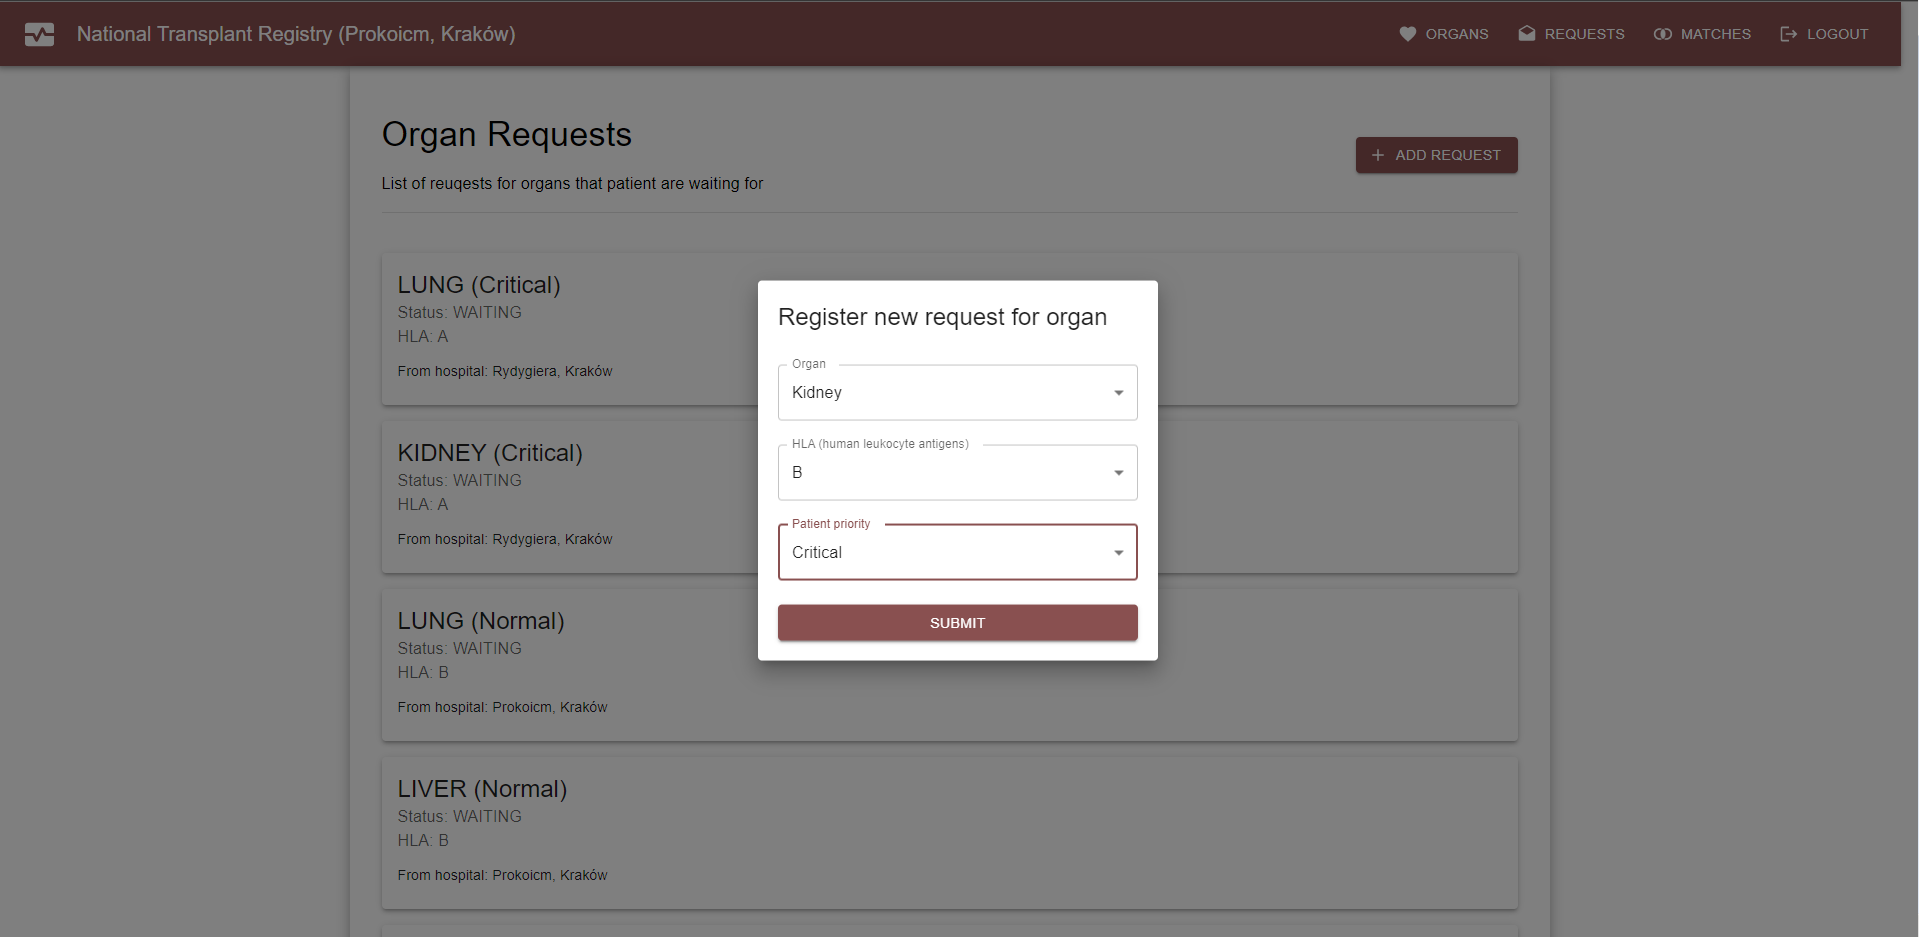 National Transplant Registry (Prokoicm, Kraków)
ORGANS
REQUESTS
MATCHES
LOGOUT
Organ Requests
ADD REQUEST
List of reuqests for organs that patient are waiting for
LUNG (Critical)
Status: WAITING
HLA: A
From hospital: Rydygiera, Kraków
KIDNEY (Critical)
Status: WAITING
HLA: A
From hospital: Rydygiera, Kraków
LUNG (Normal)
Status: WAITING
HLA: B
From hospital: Prokoicm, Kraków
LIVER (Normal)
Status: WAITING
HLA: B
From hospital: Prokoicm, Kraków
Register new request for organ
Organ
Kidney
HLA (human leukocyte antigens)
B
Patient priority
Critical
SUBMIT